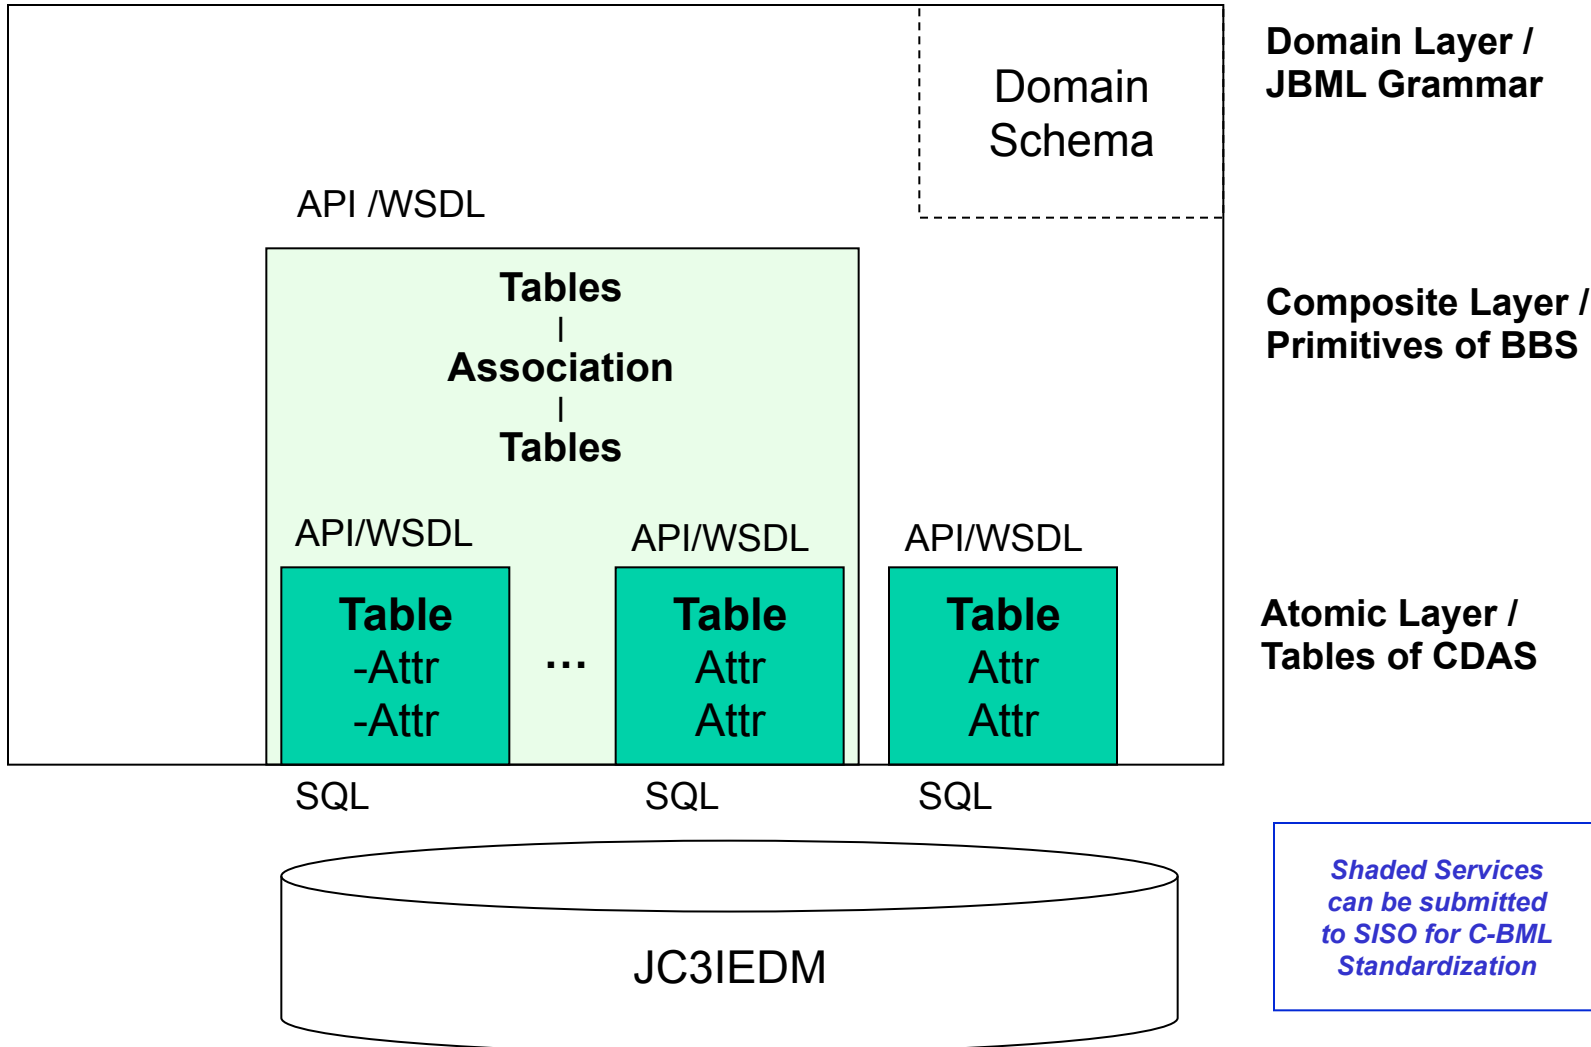 Domain Layer /
JBML Grammar
Domain
Schema
API /WSDL
Tables
|
Association
|
Tables
Composite Layer /
Primitives of BBS
API/WSDL
API/WSDL
API/WSDL
Table
-Attr
-Attr
...
Table
Attr
Attr
Table
Attr
Attr
Atomic Layer /
Tables of CDAS
SQL
SQL
SQL
JC3IEDM
Shaded Services
can be submitted
to SISO for C-BML
Standardization